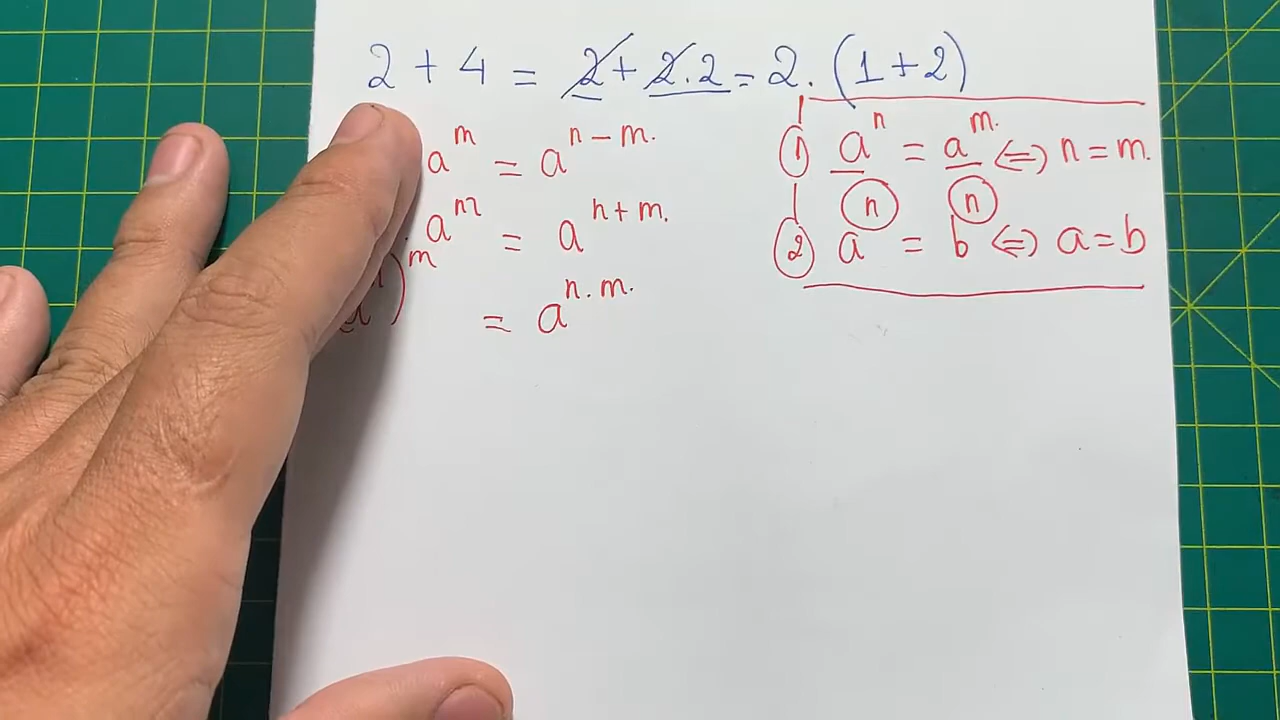 2 + 4 = 2 + 2.2 = 2. (1 + 2)
a^m = a^{n-m}.
.a^m = a^{n+m}.
)^m = a^{n.m}.
① a^n = a^m. ⇔ n = m.
② a^n = b^n ⇔ a = b